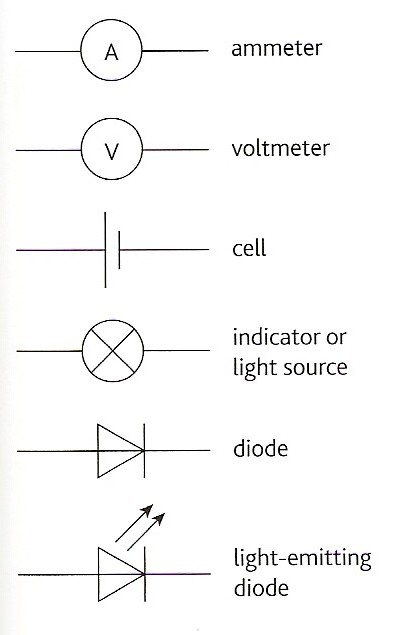 A
ammeter
V
voltmeter
cell
indicator or
light source
diode
light-emitting
diode